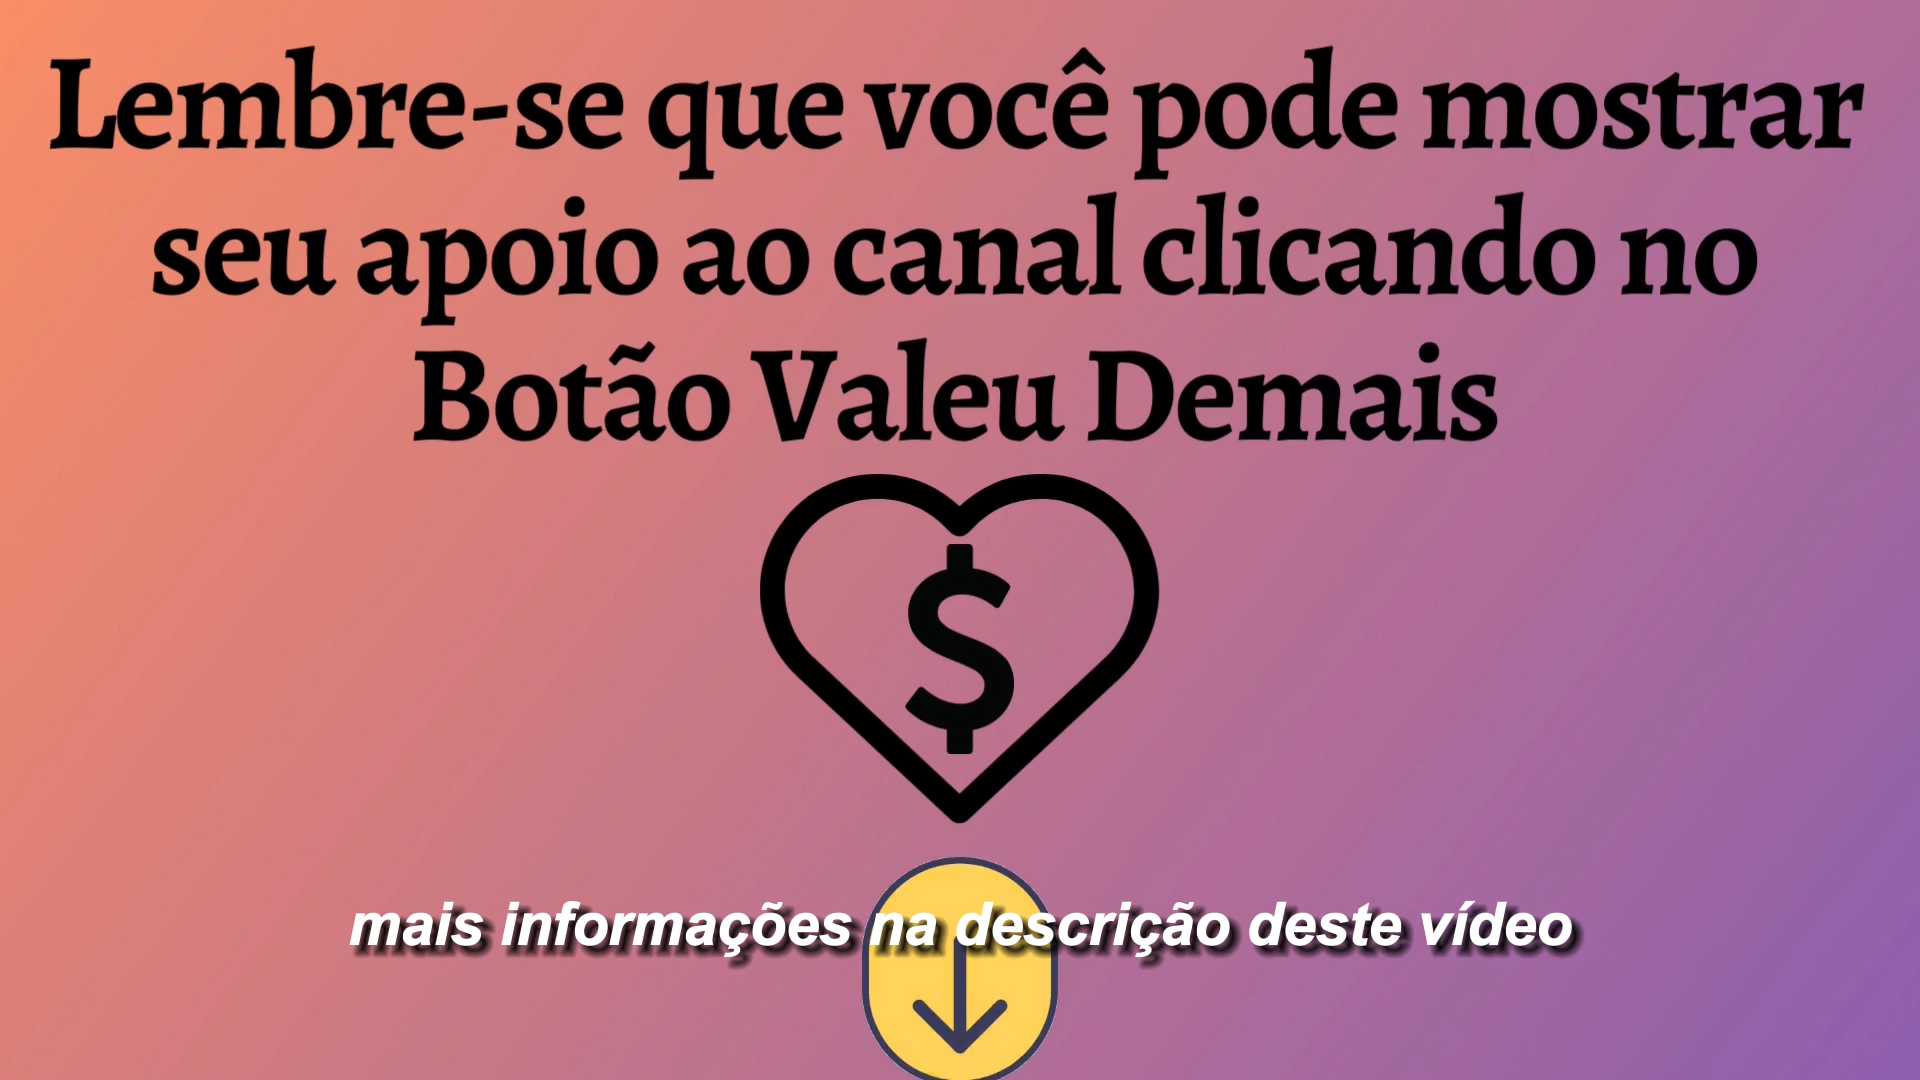 Lembre-se que você pode mostrar
seu apoio ao canal clicando no
Botão Valeu Demais
$
mais informações na descrição deste vídeo